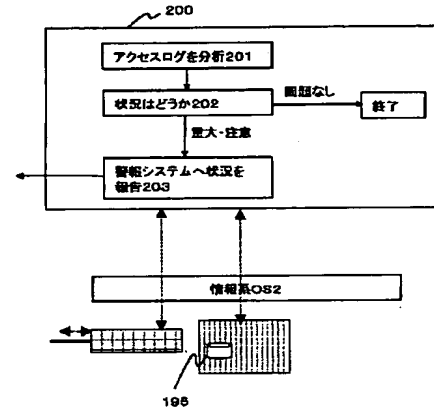 200
アクセスログを分析201
状況はどうか202
問題なし
終了
重大・注意
警報システムへ状況を
報告203
情報系OS2
195